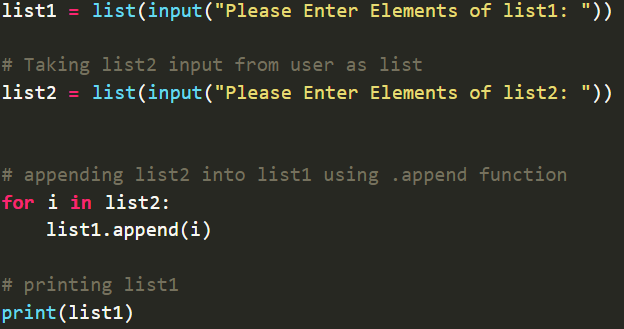 list1 = list(input("Please Enter Elements of list1: "))
# Taking list2 input from user as list
list2 = list(input("Please Enter Elements of list2: "))
# appending list2 into list1 using .append function
for i in list2:
    list1.append(i)
# printing list1
print(list1)